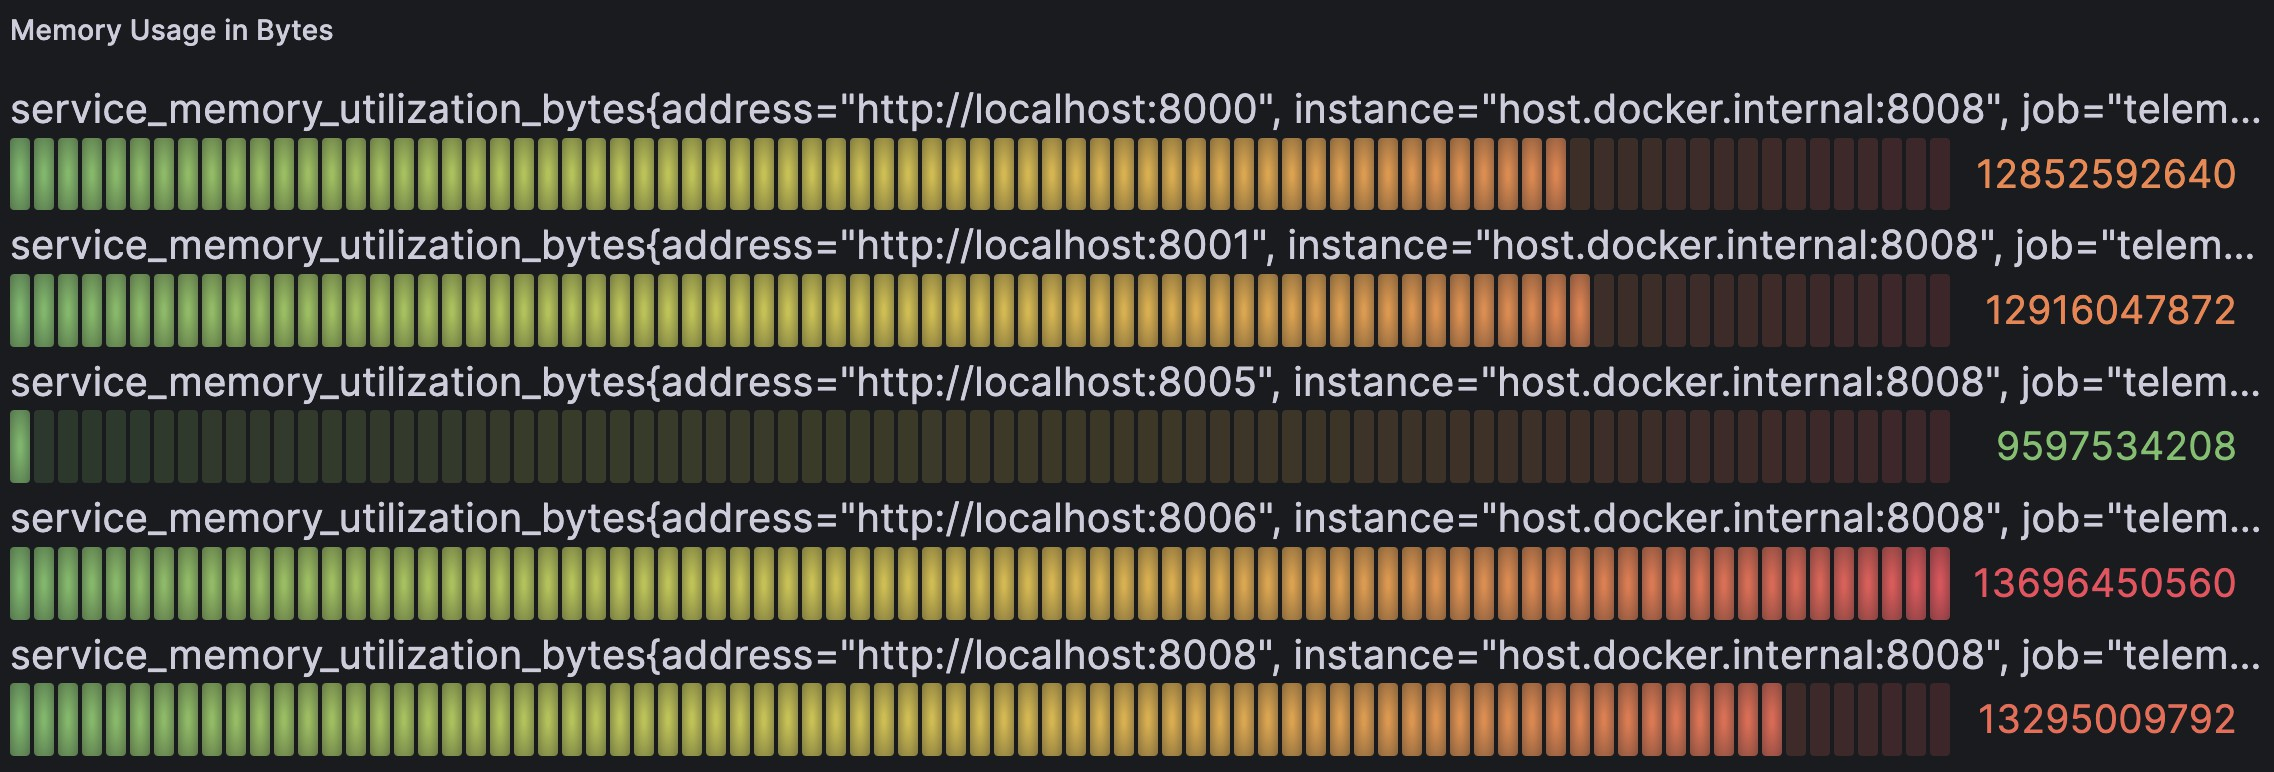 Memory Usage in Bytes
service_memory_utilization_bytes{address="http://localhost:8000", instance="host.docker.internal:8008", job="telem...
12852592640
service_memory_utilization_bytes{address="http://localhost:8001", instance="host.docker.internal:8008", job="telem...
12916047872
service_memory_utilization_bytes{address="http://localhost:8005", instance="host.docker.internal:8008", job="telem...
9597534208
service_memory_utilization_bytes{address="http://localhost:8006", instance="host.docker.internal:8008", job="telem...
13696450560
service_memory_utilization_bytes{address="http://localhost:8008", instance="host.docker.internal:8008", job="telem...
13295009792